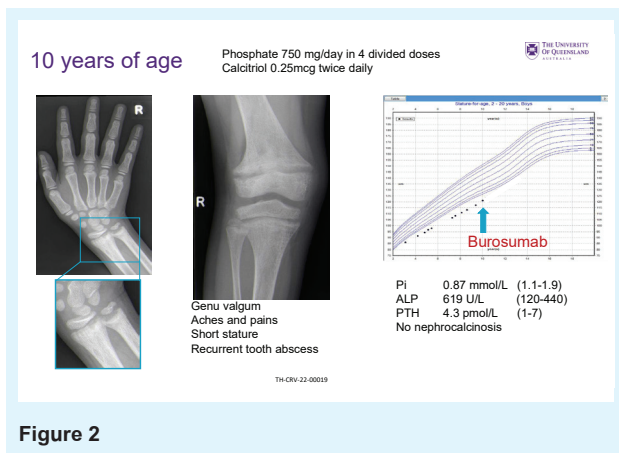 10 years of age
Phosphate 750 mg/day in 4 divided doses
Calcitriol 0.25mcg twice daily
THE UNIVERSITY
OF QUEENSLAND
AUSTRALIA
R
R
Genu valgum
Aches and pains
Short stature
Recurrent tooth abscess
Stature-for-age, 2 - 20 years, Boys
Burosumab
Pi 0.87 mmol/L (1.1-1.9)
ALP 619 U/L (120-440)
PTH 4.3 pmol/L (1-7)
No nephrocalcinosis
TH-CRV-22-00019
Figure 2